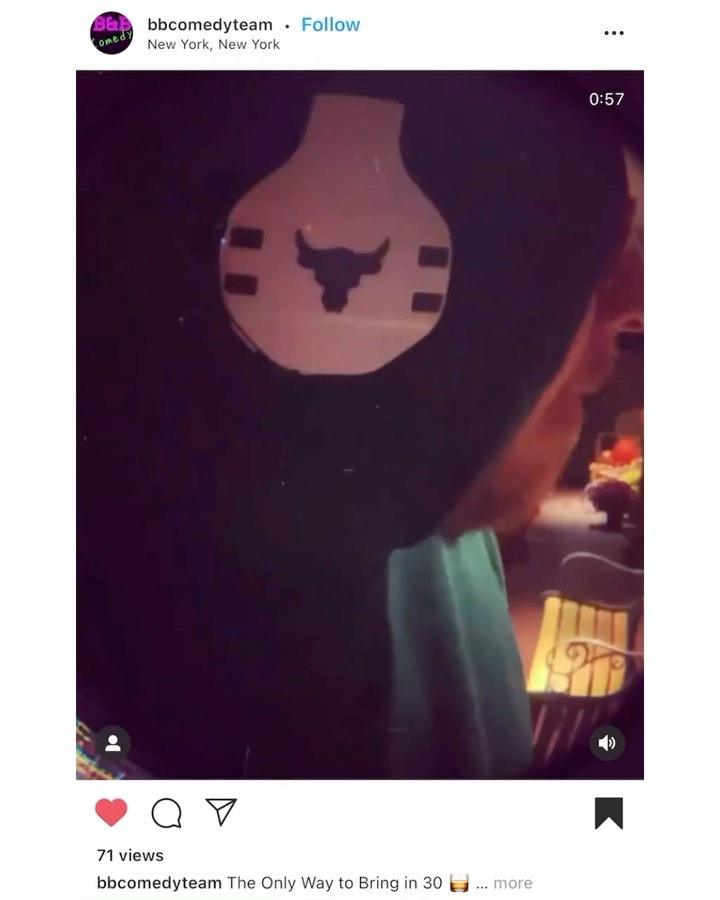 B&B
Comedy
bbcomedyteam • Follow
New York, New York
0:57
71 views
bbcomedyteam The Only Way to Bring in 30 🥃 ... more